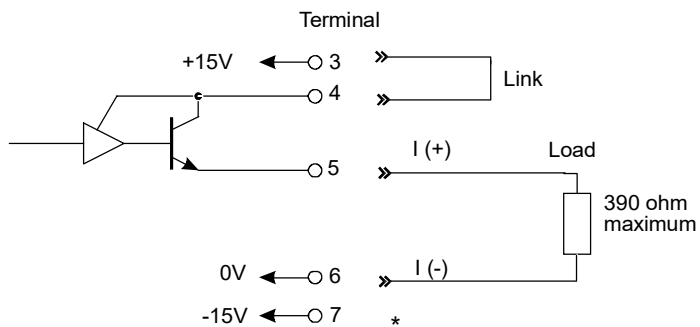 Terminal
+15V 3
4
Link
5
I (+)
Load
390 ohm
maximum
0V 6
I (-)
-15V 7
*